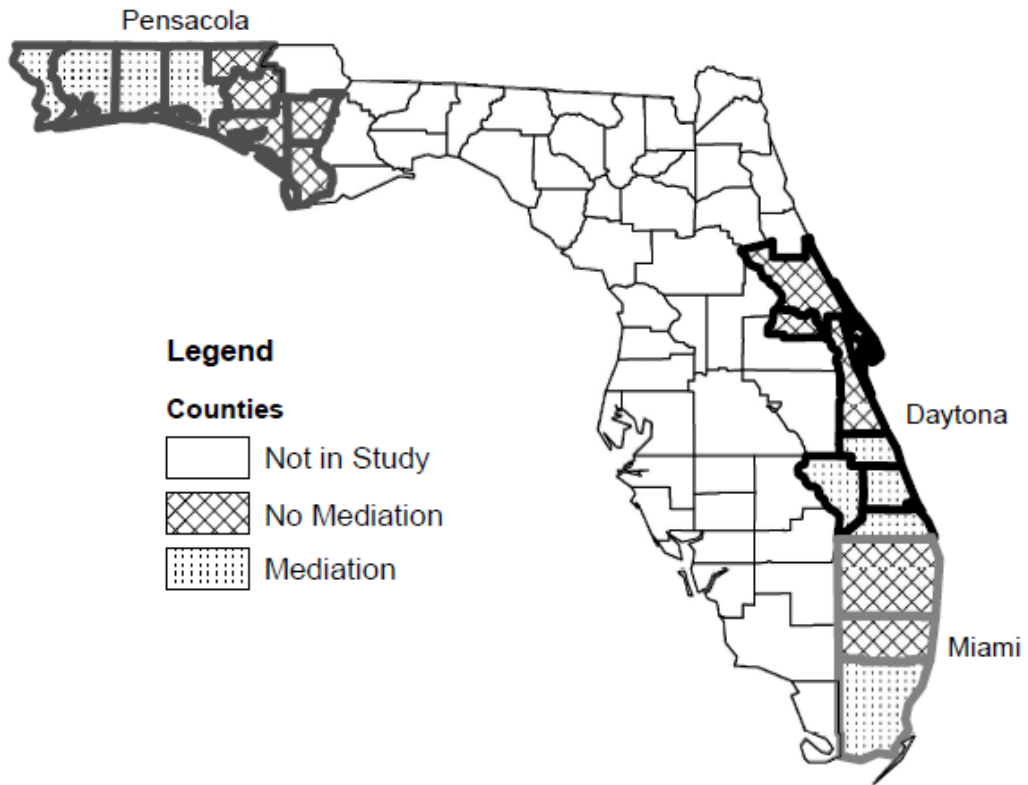 Pensacola
Legend
Counties
Not in Study
No Mediation
Mediation
Daytona
Miami